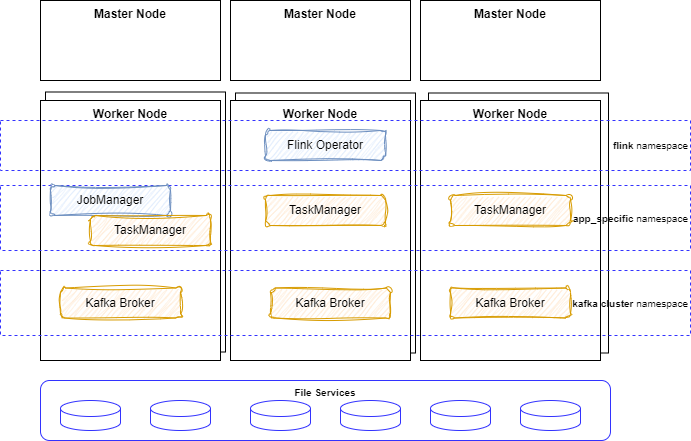 Master Node
Master Node
Master Node
Worker Node
Worker Node
Worker Node
Flink Operator
flink namespace
JobManager
TaskManager
TaskManager
TaskManager
app_specific namespace
Kafka Broker
Kafka Broker
Kafka Broker
kafka cluster namespace
File Services